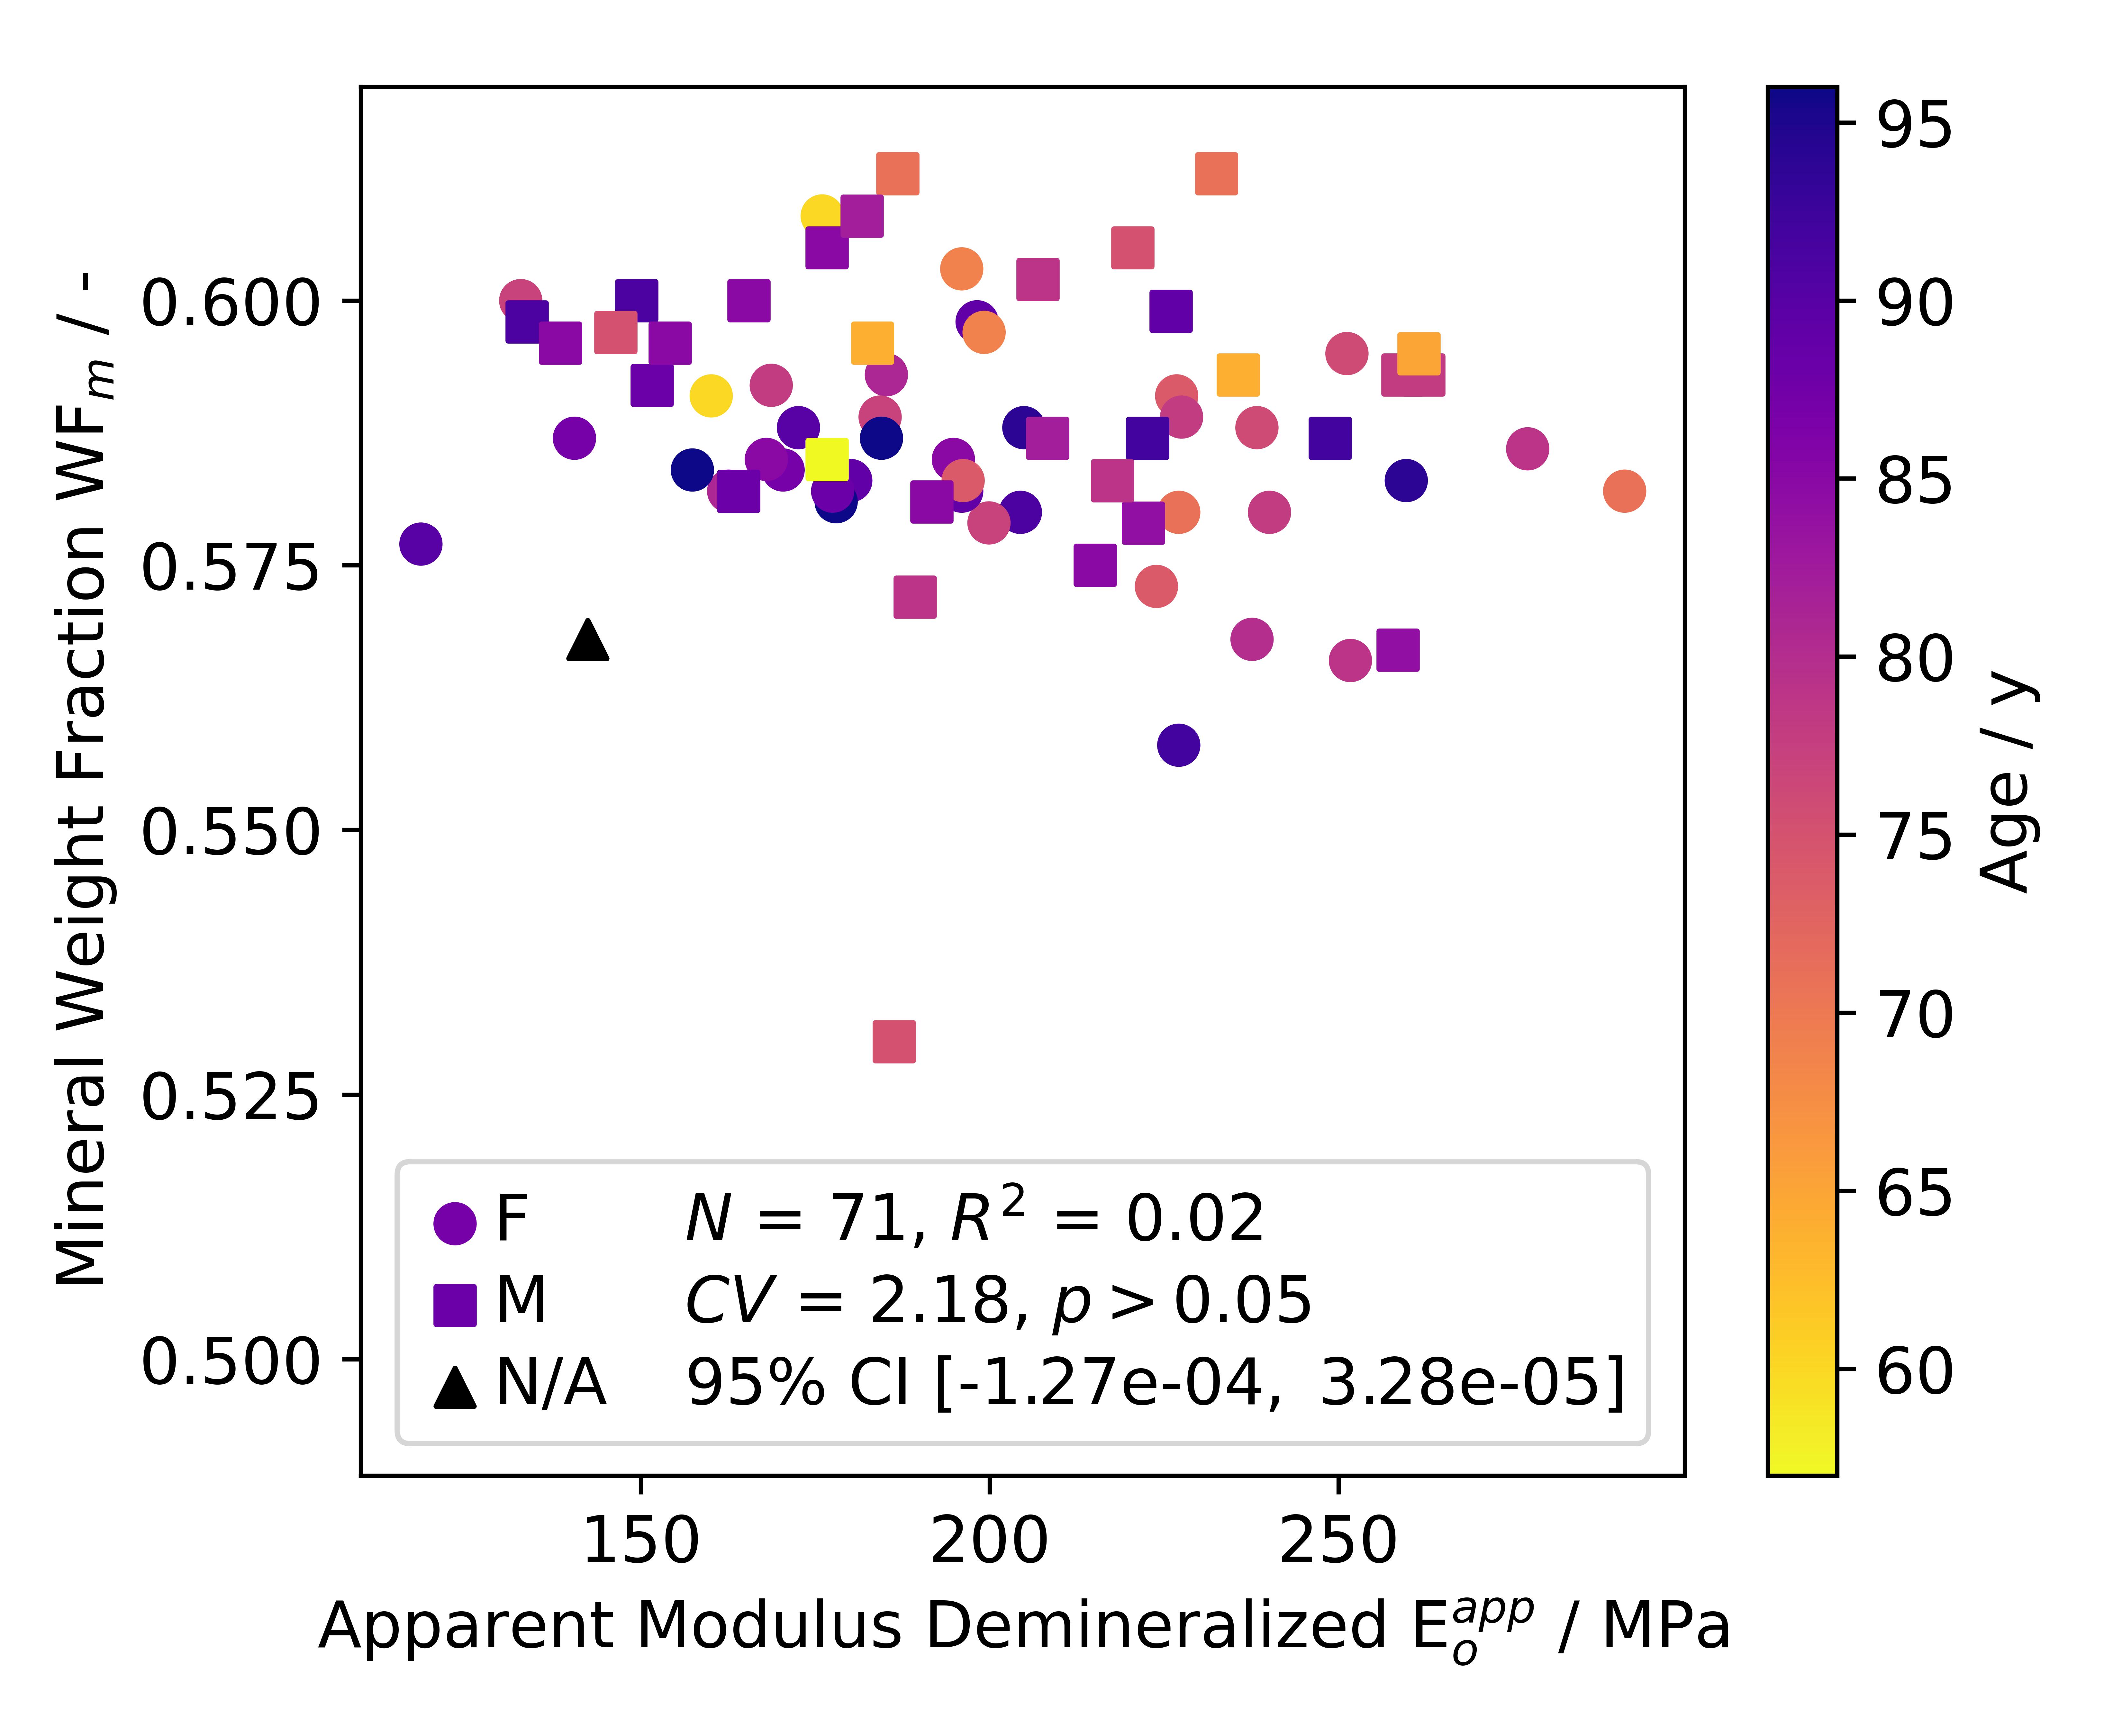 Mineral Weight Fraction WFm / -
0.600
0.575
0.550
0.525
0.500
F N = 71, R² = 0.02
M CV = 2.18, p > 0.05
N/A 95% CI [-1.27e-04, 3.28e-05]
150 200 250
Apparent Modulus Demineralized E_o^app / MPa
95
90
85
80
75
70
65
60
Age / y